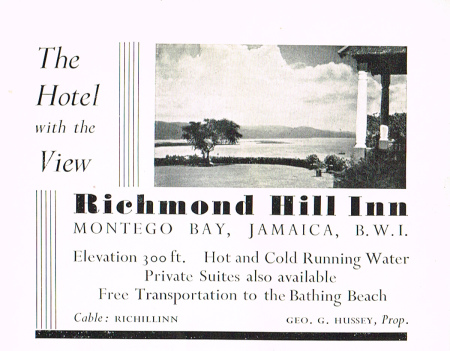 The
Hotel
with the
View
Richmond Hill Inn
MONTEGO BAY, JAMAICA, B.W.I.
Elevation 300 ft. Hot and Cold Running Water
Private Suites also available
Free Transportation to the Bathing Beach
Cable: RICHILLINN GEO. G. HUSSEY, Prop.